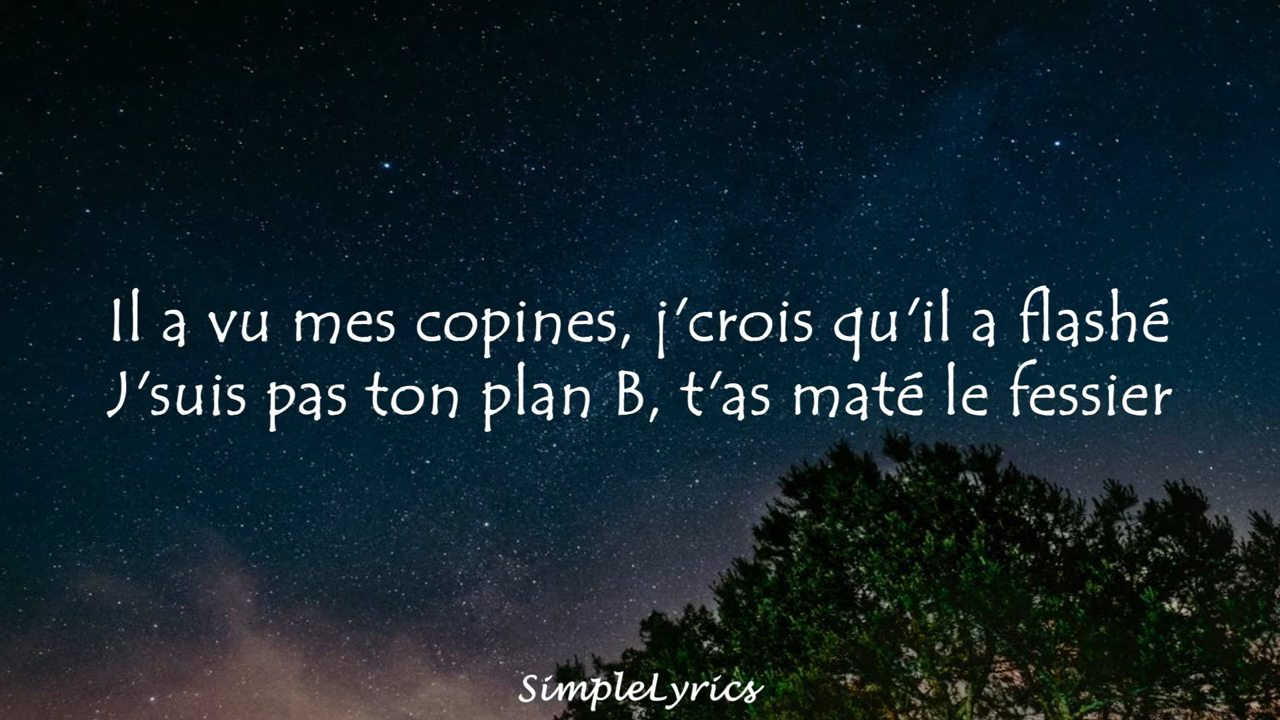 Il a vu mes copines, j'crois qu'il a flashé
J'suis pas ton plan B, t'as maté le fessier
SimpleLyrics